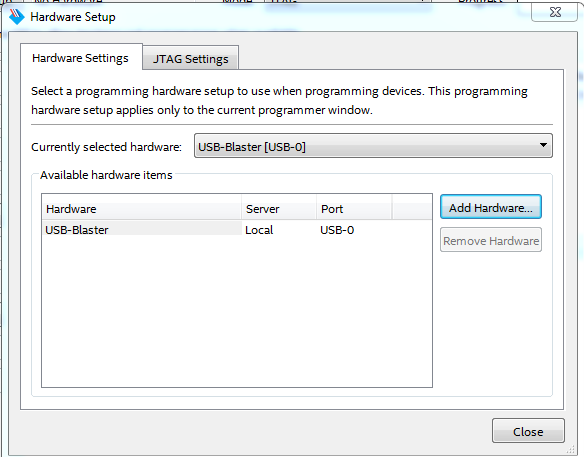 Hardware Setup
Hardware Settings
JTAG Settings
Select a programming hardware setup to use when programming devices. This programming
hardware setup applies only to the current programmer window.
Currently selected hardware:
USB-Blaster [USB-0]
Available hardware items
Hardware Server Port
USB-Blaster Local USB-0
Add Hardware...
Remove Hardware
Close